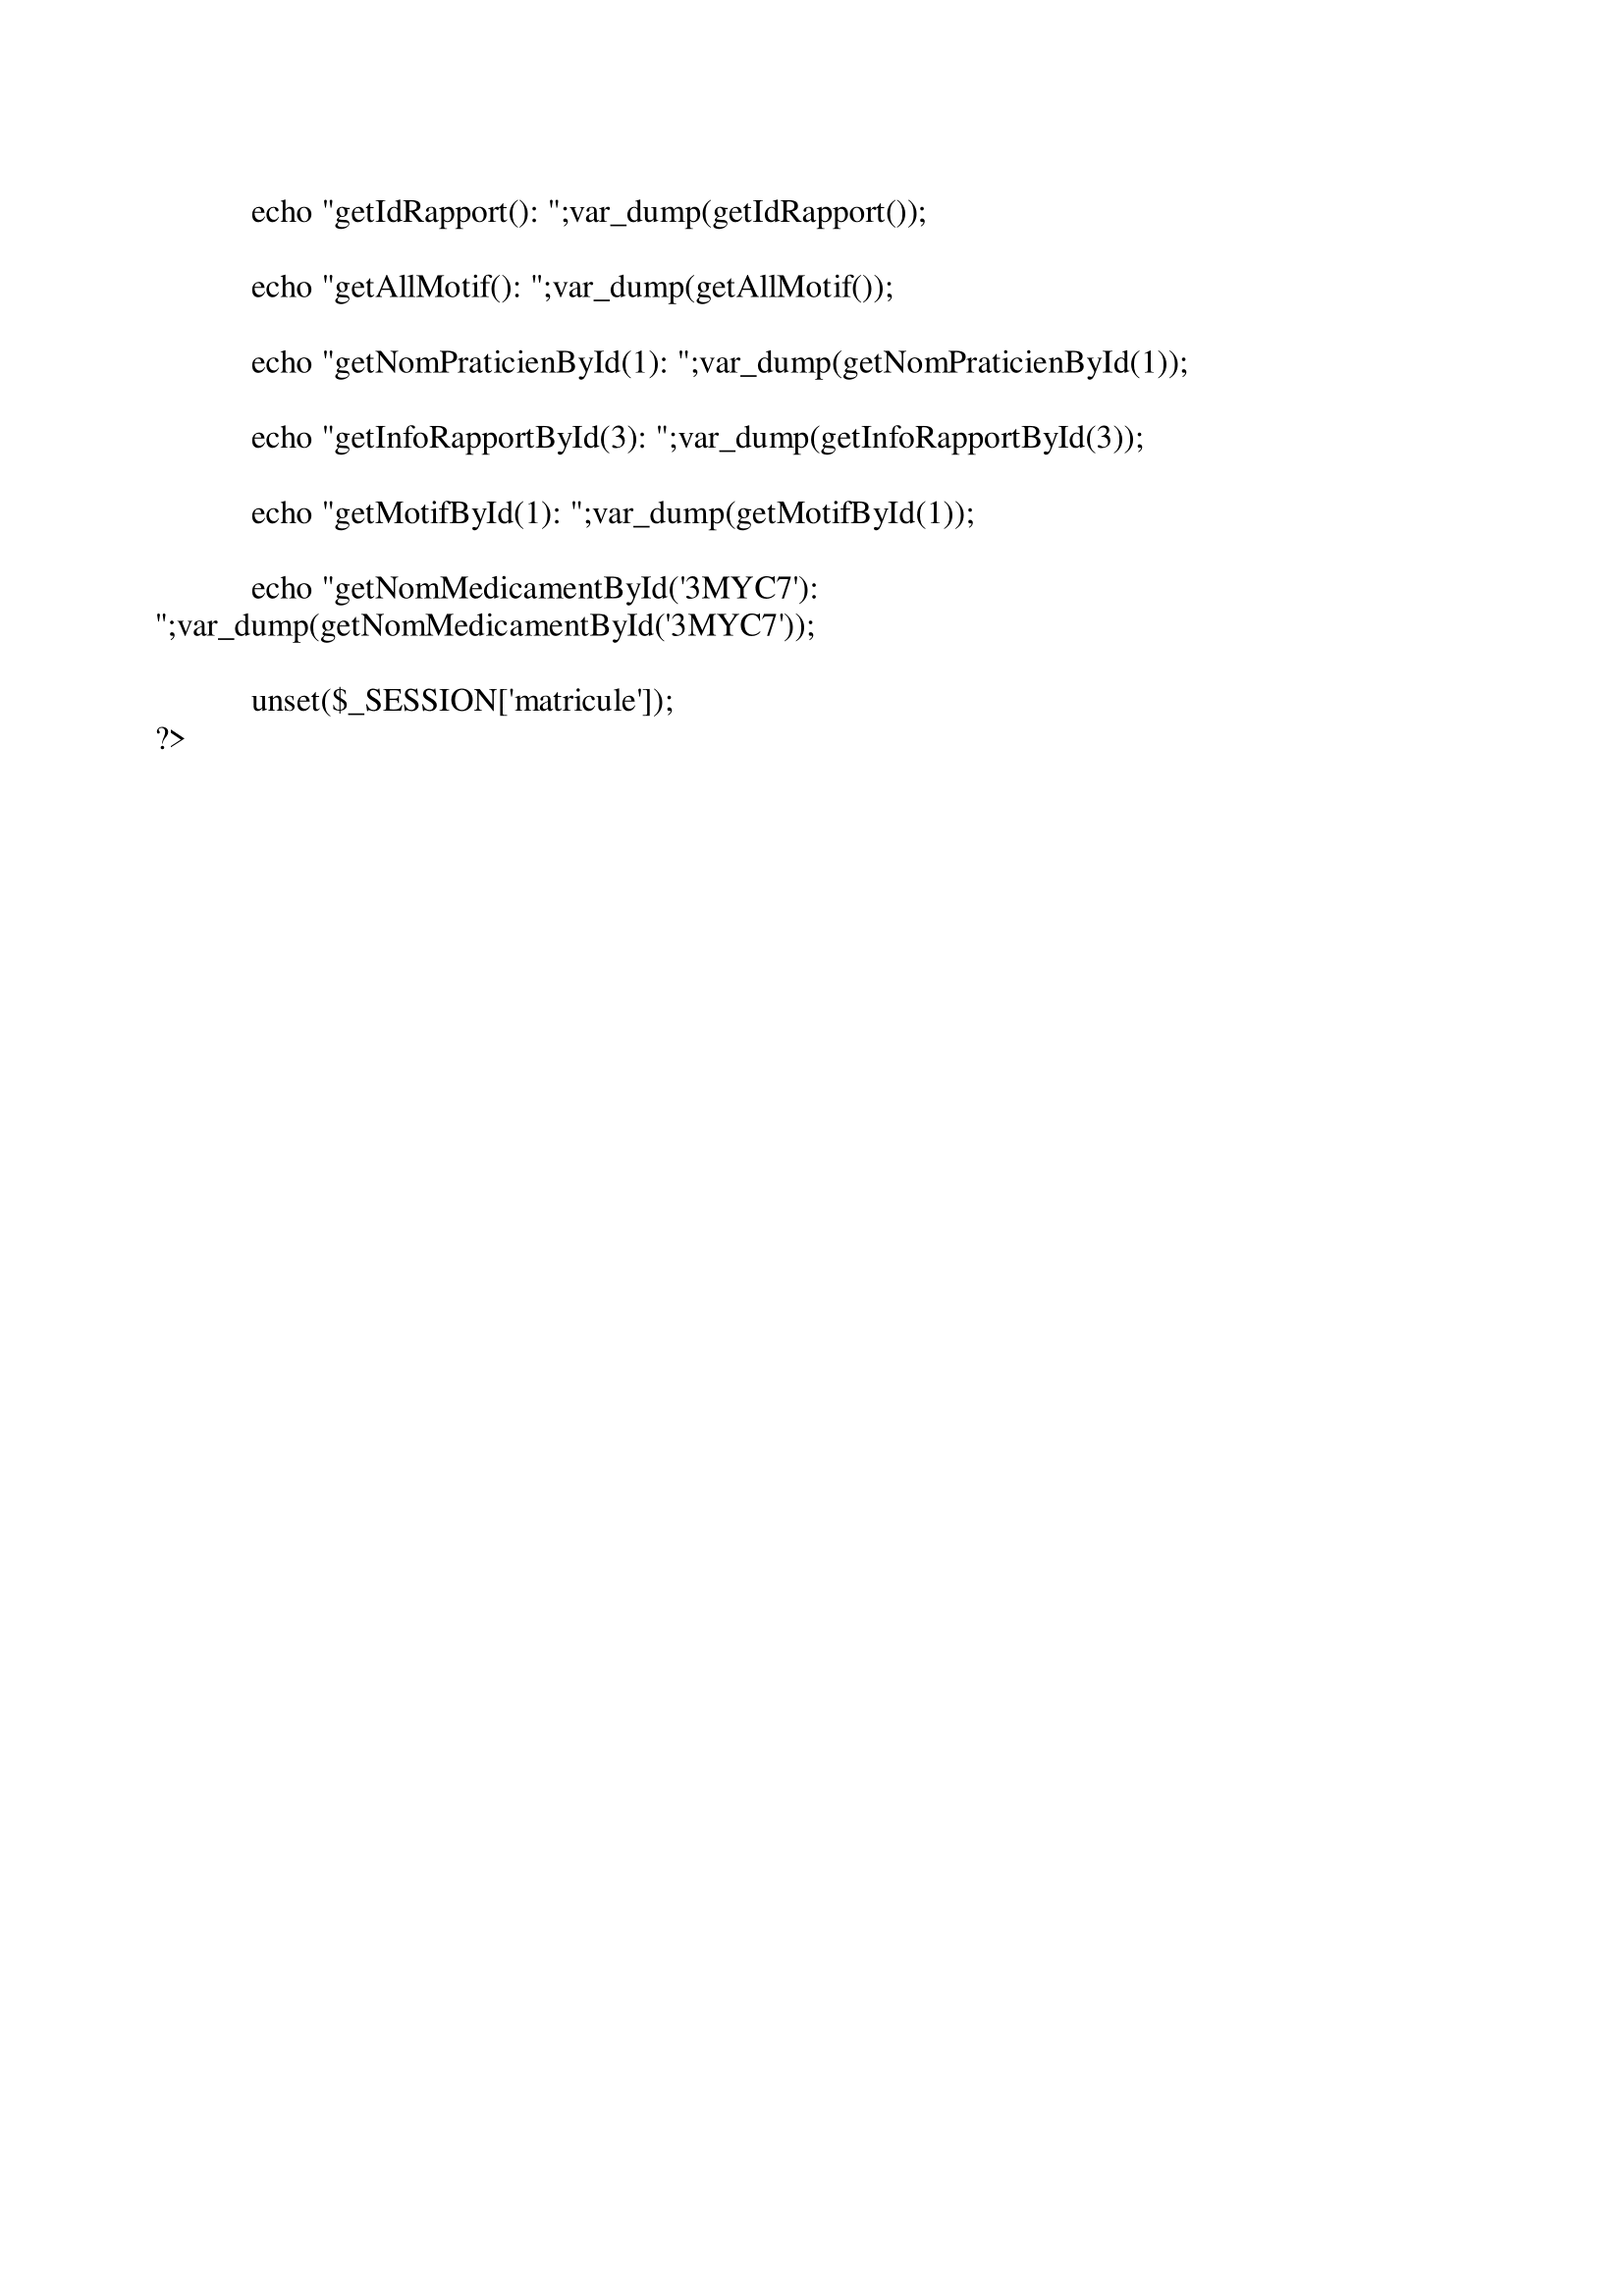 echo "getIdRapport(): ";var_dump(getIdRapport());
echo "getAllMotif(): ";var_dump(getAllMotif());
echo "getNomPraticienById(1): ";var_dump(getNomPraticienById(1));
echo "getInfoRapportById(3): ";var_dump(getInfoRapportById(3));
echo "getMotifById(1): ";var_dump(getMotifById(1));
echo "getNomMedicamentById('3MYC7'):
";var_dump(getNomMedicamentById('3MYC7'));
unset($_SESSION['matricule']);
?>